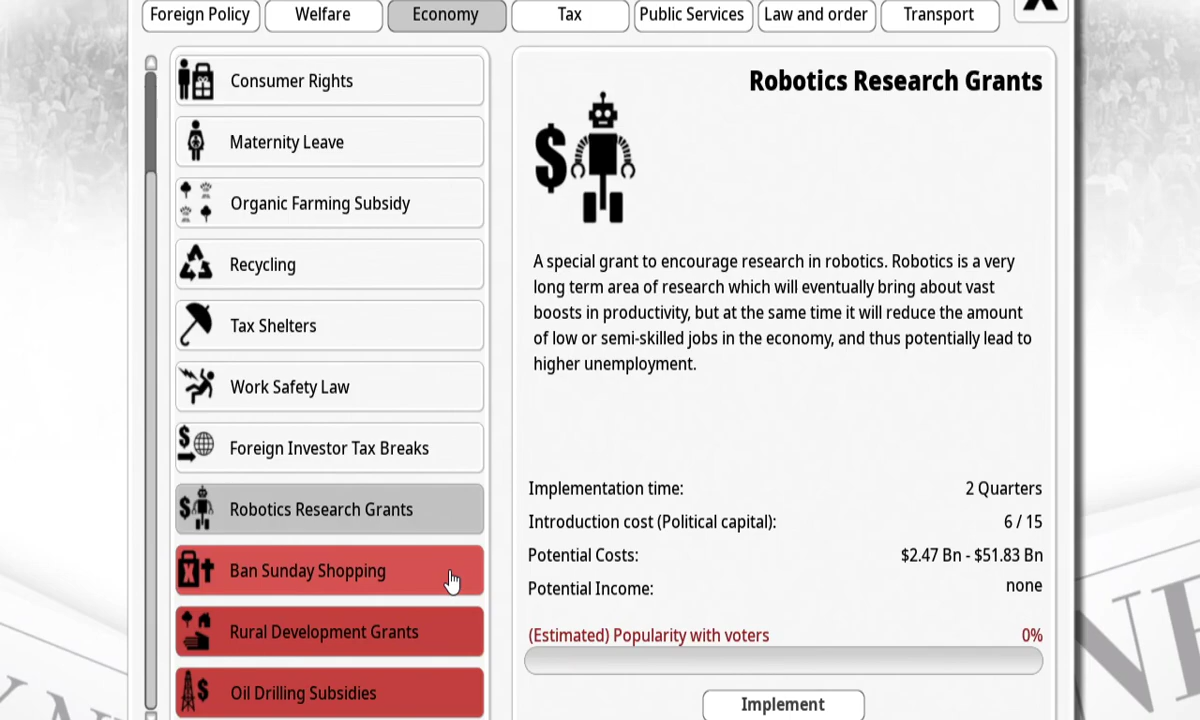 Foreign Policy
Welfare
Economy
Tax
Public Services
Law and order
Transport
X
Consumer Rights
Maternity Leave
Organic Farming Subsidy
Recycling
Tax Shelters
Work Safety Law
Foreign Investor Tax Breaks
Robotics Research Grants
Ban Sunday Shopping
Rural Development Grants
Oil Drilling Subsidies
Robotics Research Grants
A special grant to encourage research in robotics. Robotics is a very
long term area of research which will eventually bring about vast
boosts in productivity, but at the same time it will reduce the amount
of low or semi-skilled jobs in the economy, and thus potentially lead to
higher unemployment.
Implementation time: 2 Quarters
Introduction cost (Political capital): 6 / 15
Potential Costs: $2.47 Bn - $51.83 Bn
Potential Income: none
(Estimated) Popularity with voters 0%
Implement